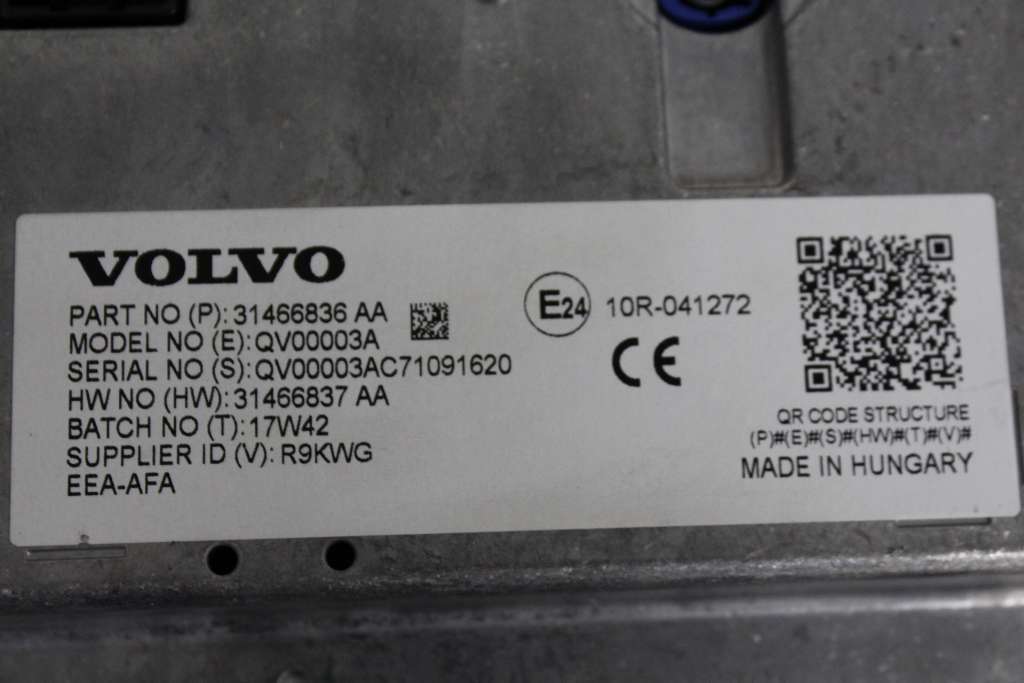 VOLVO
PART NO (P): 31466836 AA
MODEL NO (E): QV00003A
SERIAL NO (S): QV00003AC71091620
HW NO (HW): 31466837 AA
BATCH NO (T): 17W42
SUPPLIER ID (V): R9KWG
EEA-AFA
E24 10R-041272
CE
QR CODE STRUCTURE
(P)#(E)#(S)#(HW)#(T)#(V)#
MADE IN HUNGARY